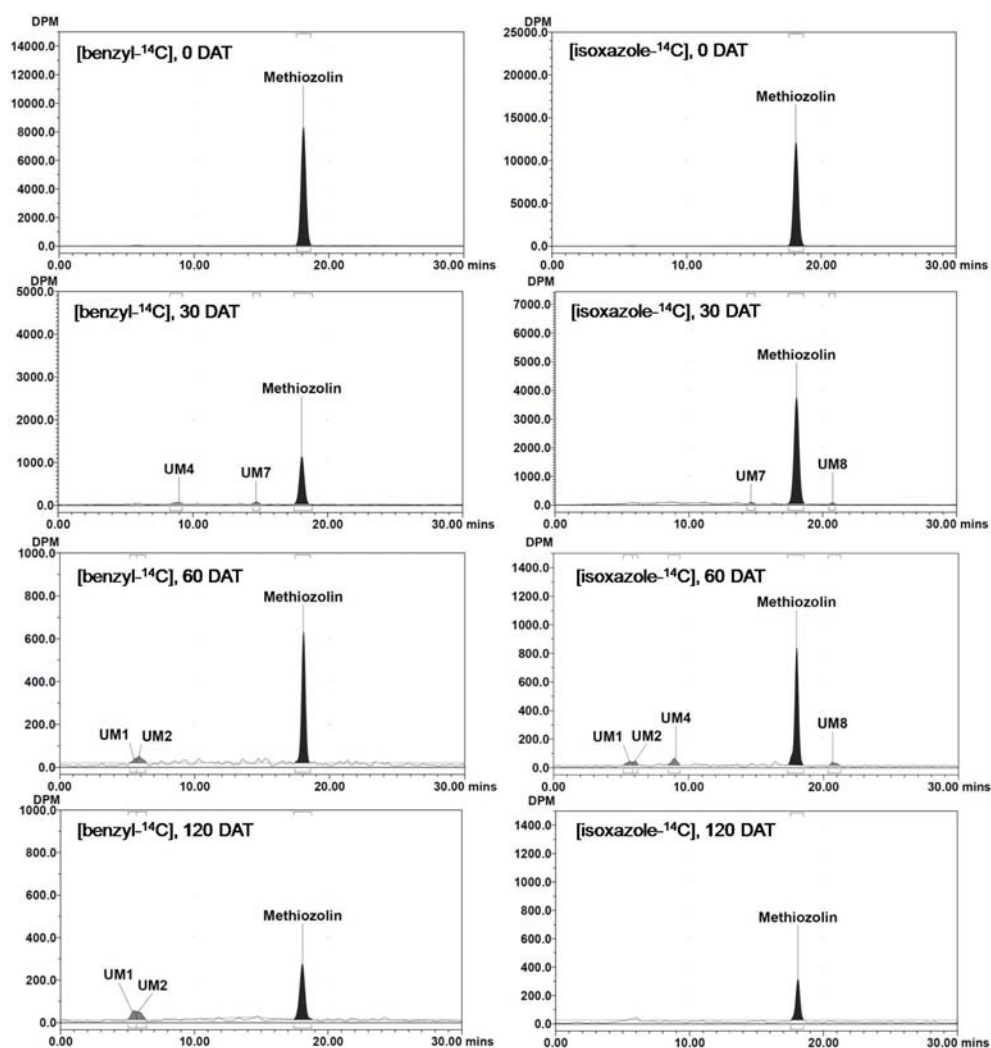 DPM
[benzyl-¹⁴C], 0 DAT
14000.0
12000.0
10000.0
8000.0
6000.0
4000.0
2000.0
0.0
Methiozolin
0.00 10.00 20.00 30.00 mins
DPM
[isoxazole-¹⁴C], 0 DAT
25000.0
20000.0
15000.0
10000.0
5000.0
0.0
Methiozolin
0.00 10.00 20.00 30.00 mins
DPM
[benzyl-¹⁴C], 30 DAT
5000.0
4000.0
3000.0
2000.0
1000.0
0.0
Methiozolin
UM4 UM7
0.00 10.00 20.00 30.00 mins
DPM
[isoxazole-¹⁴C], 30 DAT
7000.0
6000.0
5000.0
4000.0
3000.0
2000.0
1000.0
0.0
Methiozolin
UM7 UM8
0.00 10.00 20.00 30.00 mins
DPM
[benzyl-¹⁴C], 60 DAT
1000.0
800.0
600.0
400.0
200.0
0.0
Methiozolin
UM1 UM2
0.00 10.00 20.00 30.00 mins
DPM
[isoxazole-¹⁴C], 60 DAT
1400.0
1200.0
1000.0
800.0
600.0
400.0
200.0
0.0
Methiozolin
UM1 UM2 UM4 UM8
0.00 10.00 20.00 30.00 mins
DPM
[benzyl-¹⁴C], 120 DAT
1000.0
800.0
600.0
400.0
200.0
0.0
Methiozolin
UM1 UM2
0.00 10.00 20.00 30.00 mins
DPM
[isoxazole-¹⁴C], 120 DAT
1400.0
1200.0
1000.0
800.0
600.0
400.0
200.0
0.0
Methiozolin
0.00 10.00 20.00 30.00 mins